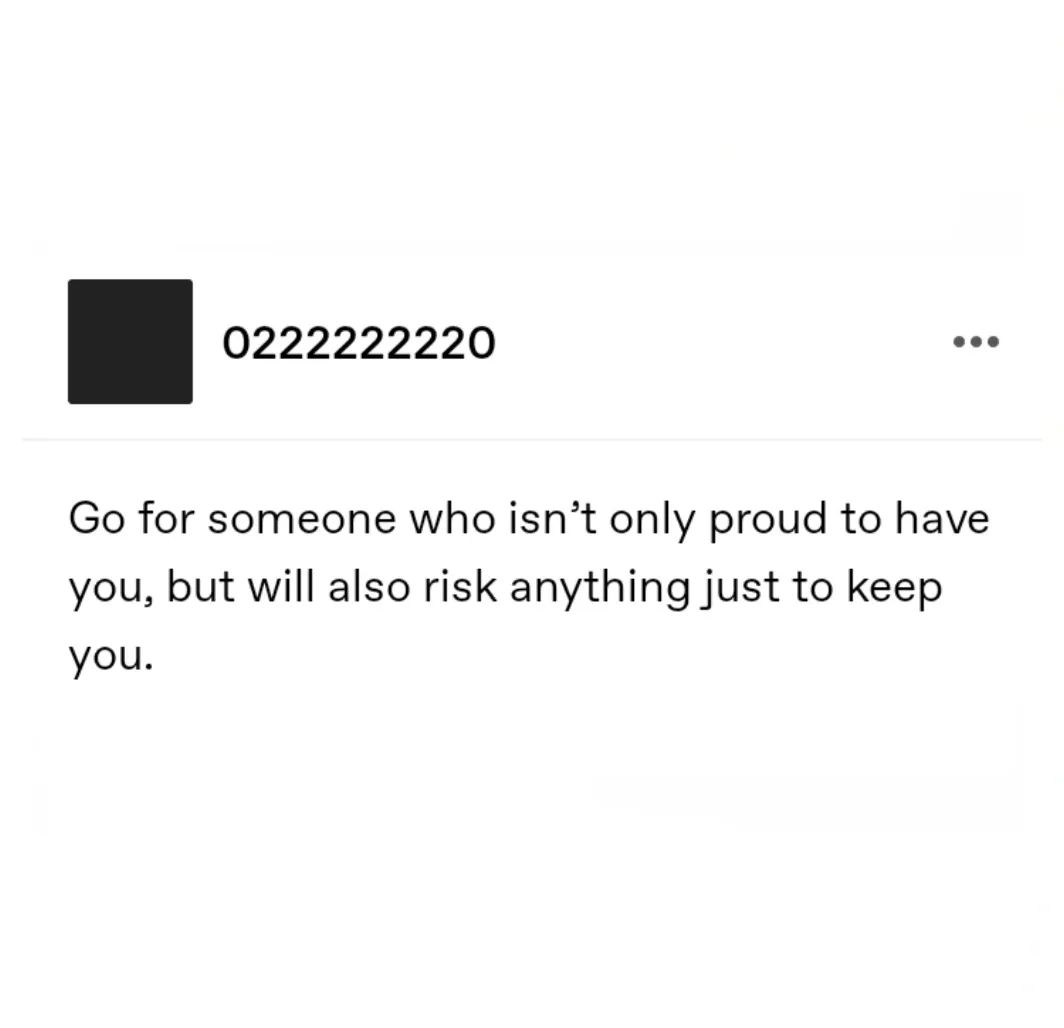 0222222220
Go for someone who isn’t only proud to have
you, but will also risk anything just to keep
you.